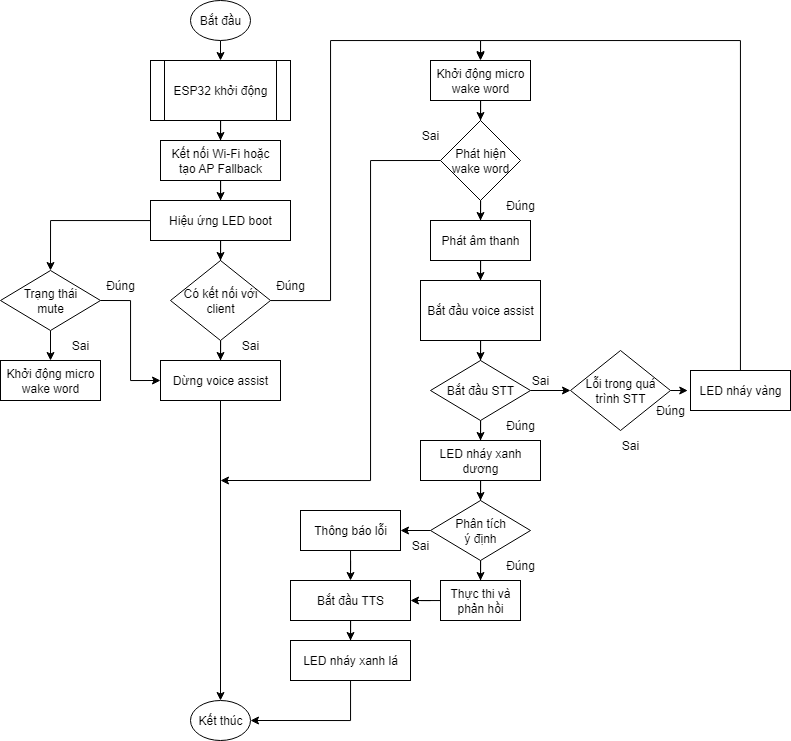 Bắt đầu
ESP32 khởi động
Kết nối Wi-Fi hoặc
tạo AP Fallback
Hiệu ứng LED boot
Trạng thái
mute
Đúng
Sai
Khởi động micro
wake word
Có kết nối với
client
Đúng
Sai
Dừng voice assist
Khởi động micro
wake word
Sai
Phát hiện
wake word
Đúng
Phát âm thanh
Bắt đầu voice assist
Bắt đầu STT
Sai
Lỗi trong quá
trình STT
Đúng
LED nháy vàng
Sai
Đúng
LED nháy xanh
dương
Phân tích
ý định
Sai
Thông báo lỗi
Đúng
Thực thi và
phản hồi
Bắt đầu TTS
LED nháy xanh lá
Kết thúc